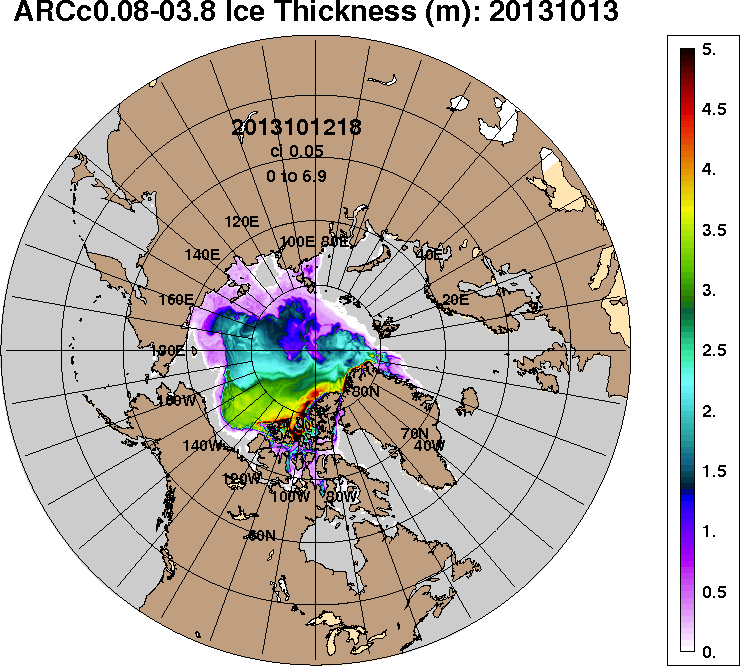 ARCc0.08-03.8 Ice Thickness (m): 20131013
2013101218
ci 0.05
0 to 6.9
120E
100E 80E
140E
40E
160E
20E
180E
160W
80N
140W
70N
40W
120W
100W 80W
60N
5.
4.5
4.
3.5
3.
2.5
2.
1.5
1.
0.5
0.